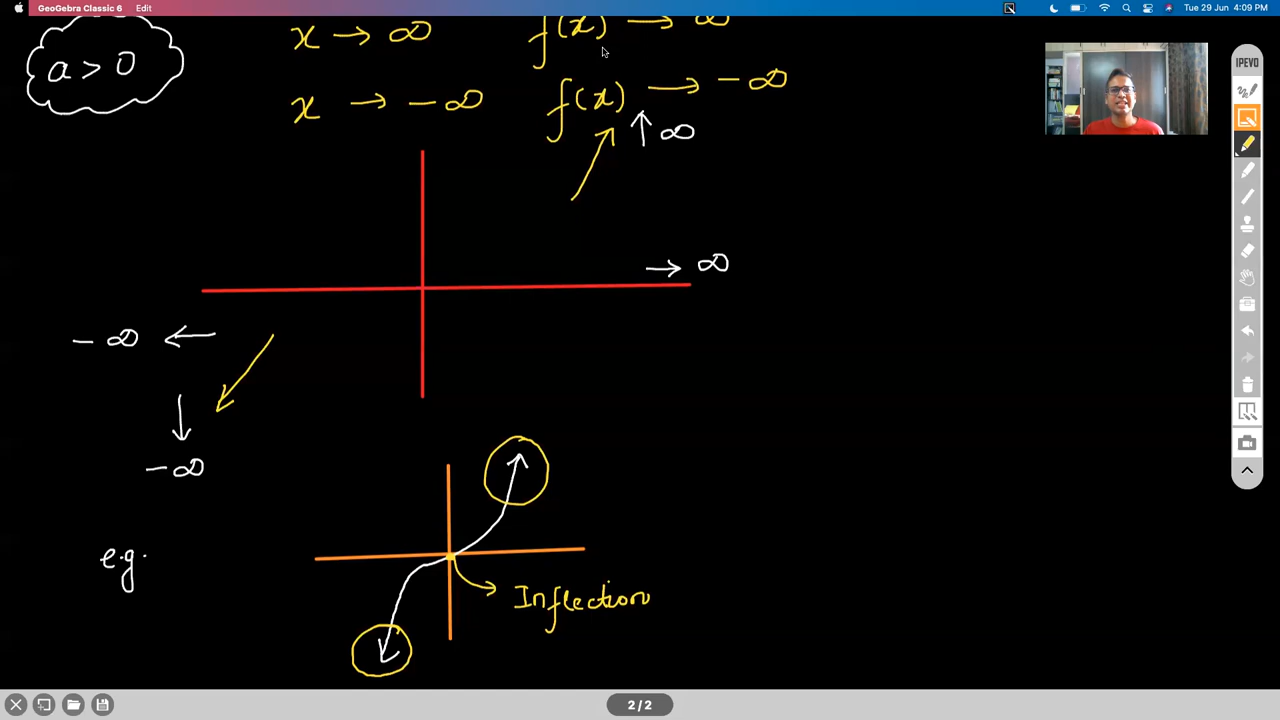 GeoGebra Classic 6 Edit Tue 29 Jun 4:09 PM
x → ∞ f(x) → ∞
IPEVO
a > 0
x → - ∞ f(x) → - ∞
↑ ∞
→ ∞
- ∞ ←
↓
- ∞
e.g.
Inflection
2 / 2